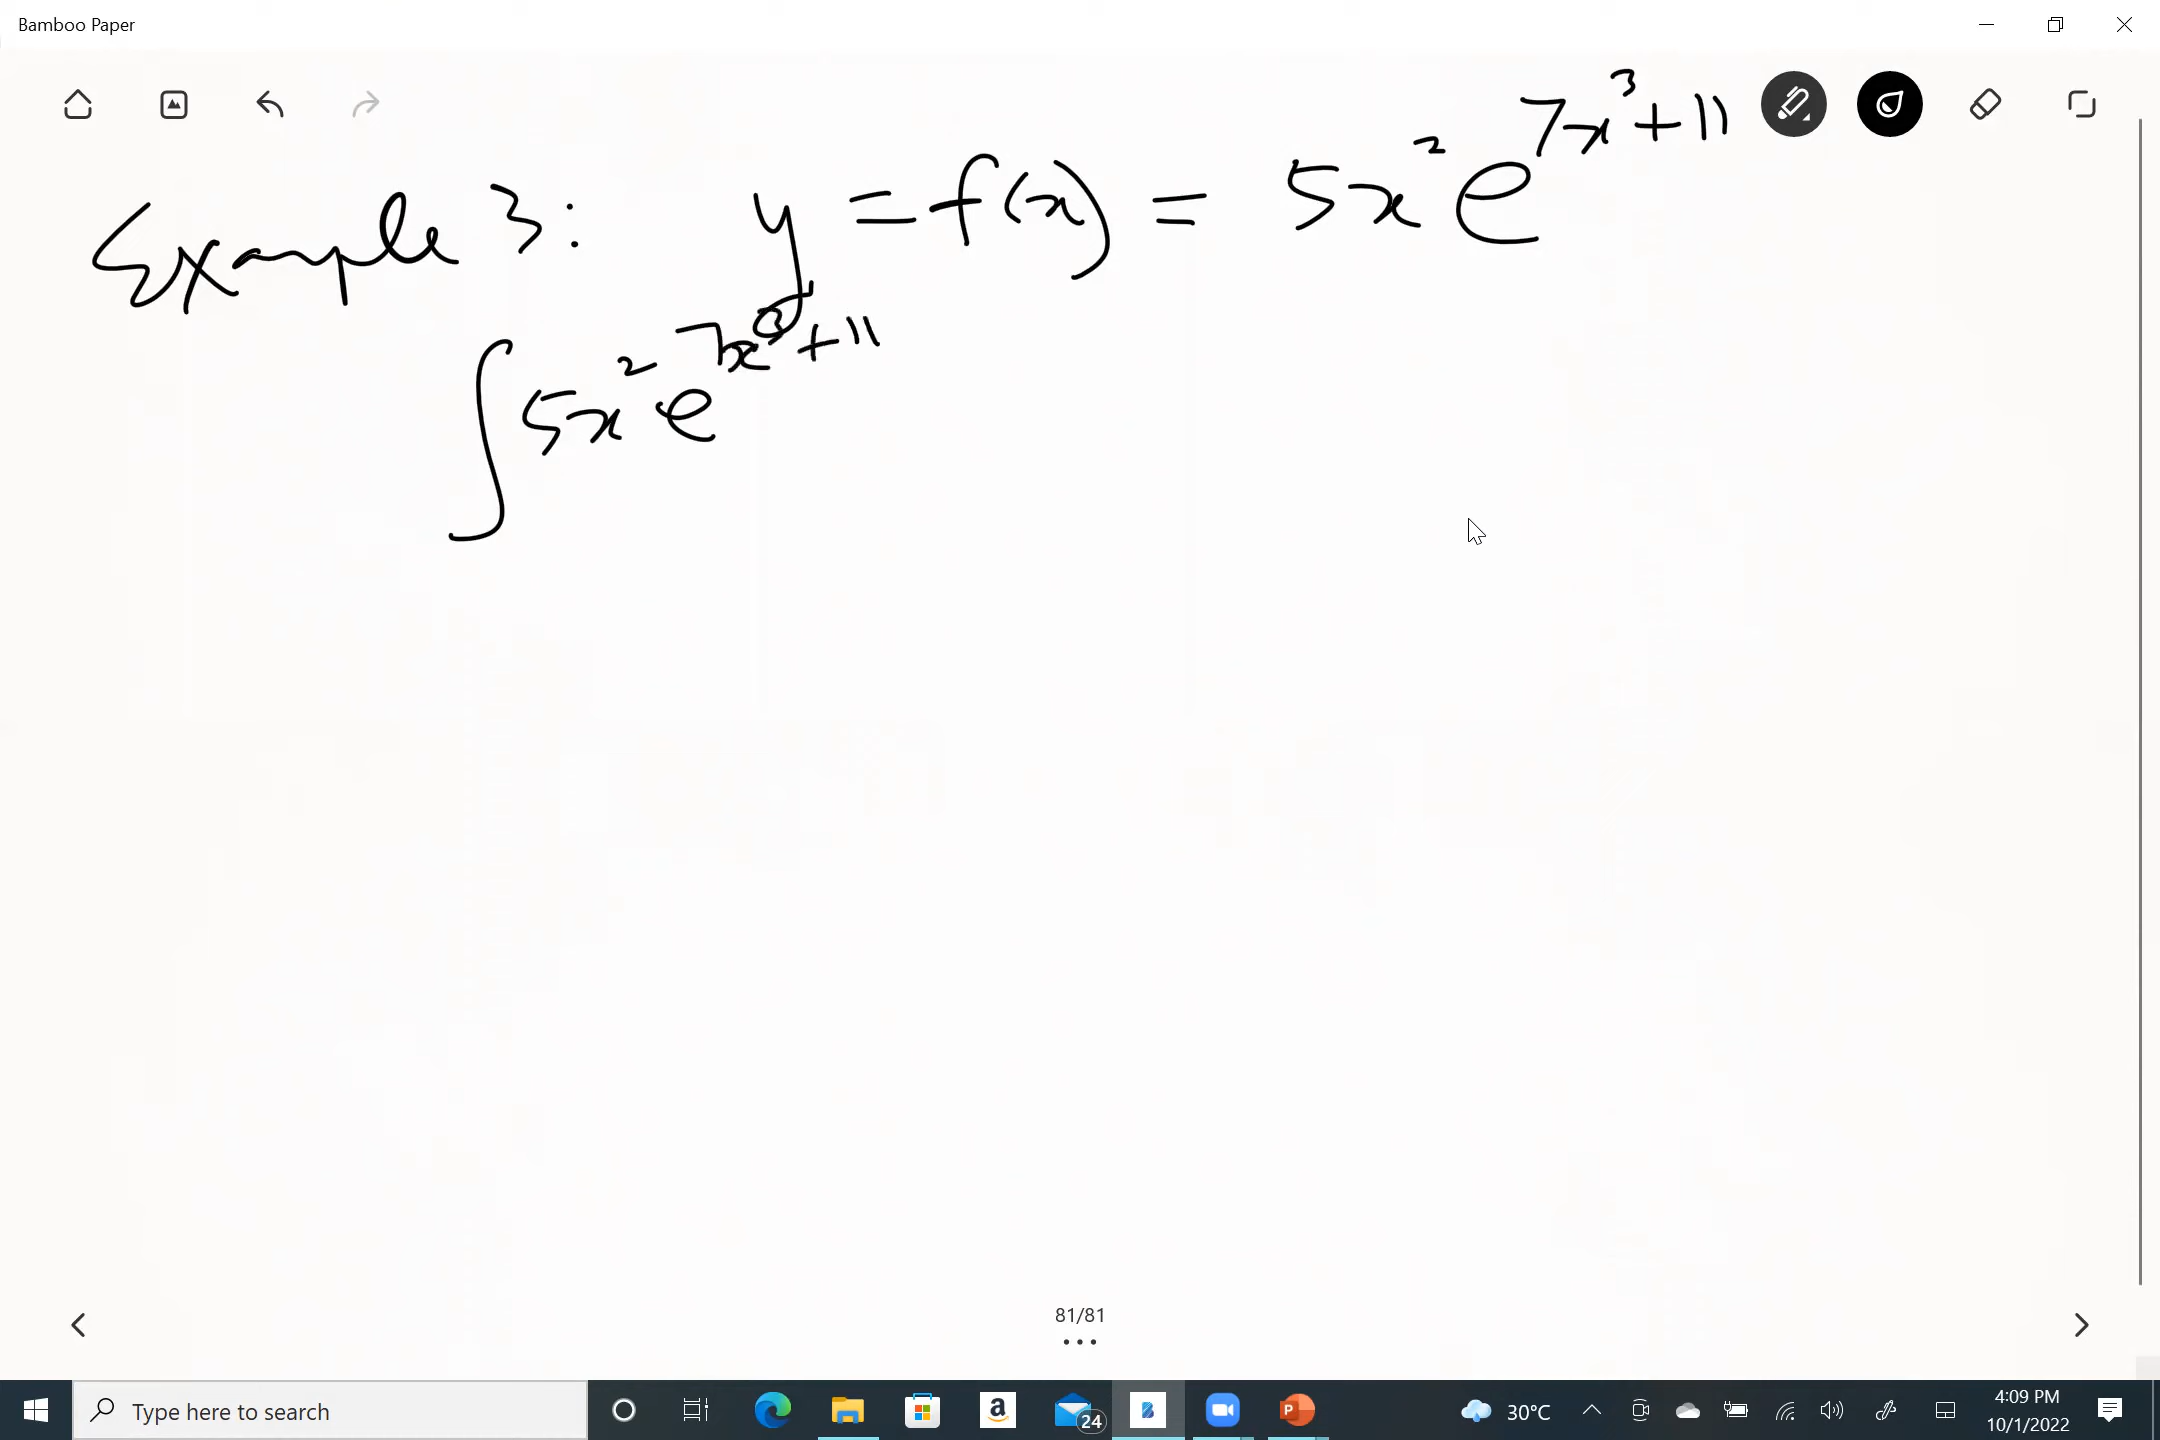 Bamboo Paper
Example 3: y = f(x) = 5x² e^{7x³+11}
∫ 5x² e^{7x³+11}
81/81
Type here to search
24
30°C
4:09 PM
10/1/2022